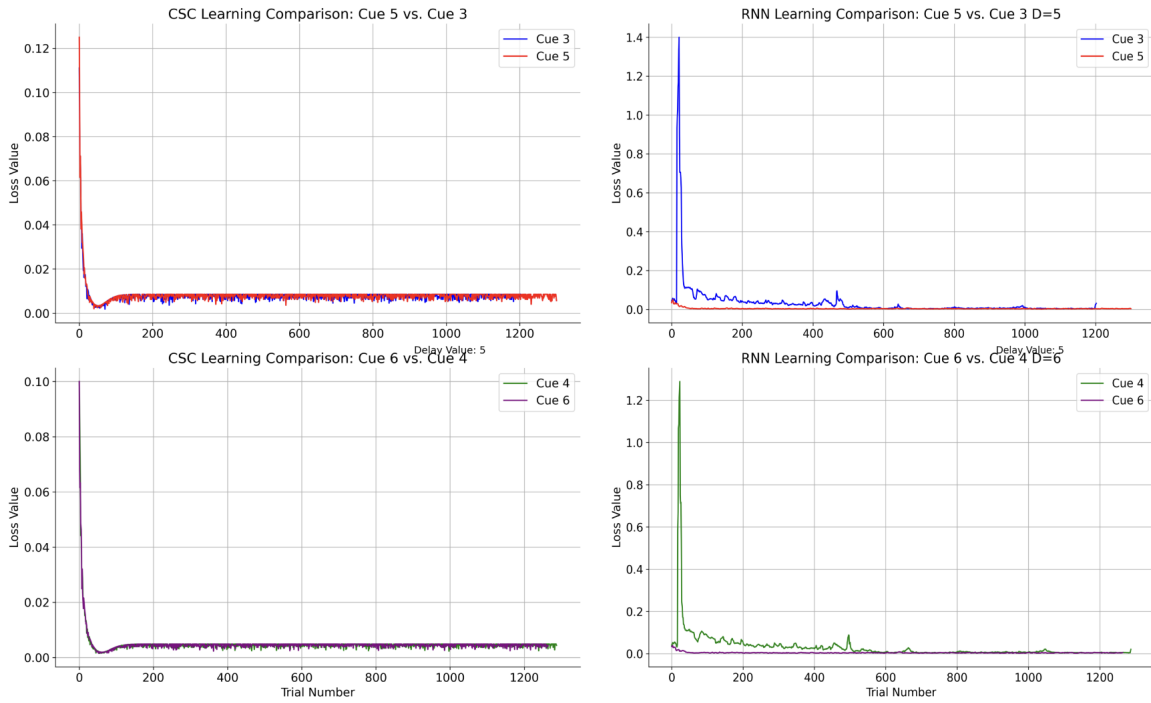 CSC Learning Comparison: Cue 5 vs. Cue 3
Loss Value
0.12
0.10
0.08
0.06
0.04
0.02
0.00
Cue 3
Cue 5
0
200
400
600
800
1000
1200
Delay Value: 5
RNN Learning Comparison: Cue 5 vs. Cue 3 D=5
Loss Value
1.4
1.2
1.0
0.8
0.6
0.4
0.2
0.0
Cue 3
Cue 5
0
200
400
600
800
1000
1200
Delay Value: 5
CSC Learning Comparison: Cue 6 vs. Cue 4
Loss Value
0.10
0.08
0.06
0.04
0.02
0.00
Cue 4
Cue 6
0
200
400
600
800
1000
1200
Trial Number
RNN Learning Comparison: Cue 6 vs. Cue 4 D=6
Loss Value
1.2
1.0
0.8
0.6
0.4
0.2
0.0
Cue 4
Cue 6
0
200
400
600
800
1000
1200
Trial Number